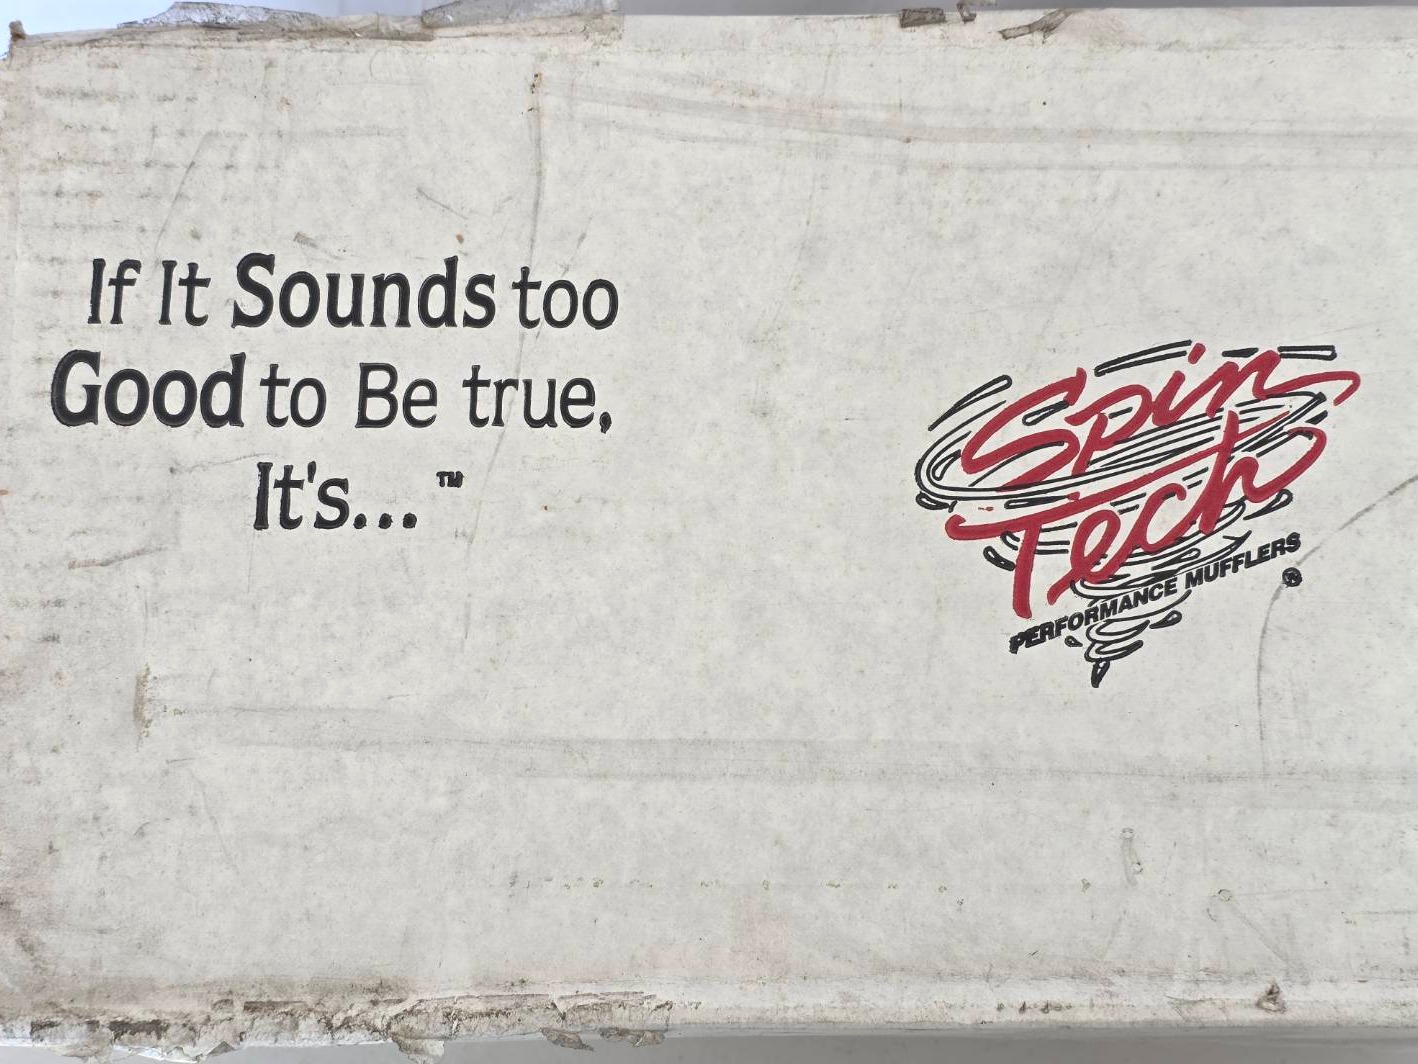 If It Sounds too
Good to Be true,
It's... ™
Spin
Tech
PERFORMANCE MUFFLERS
®